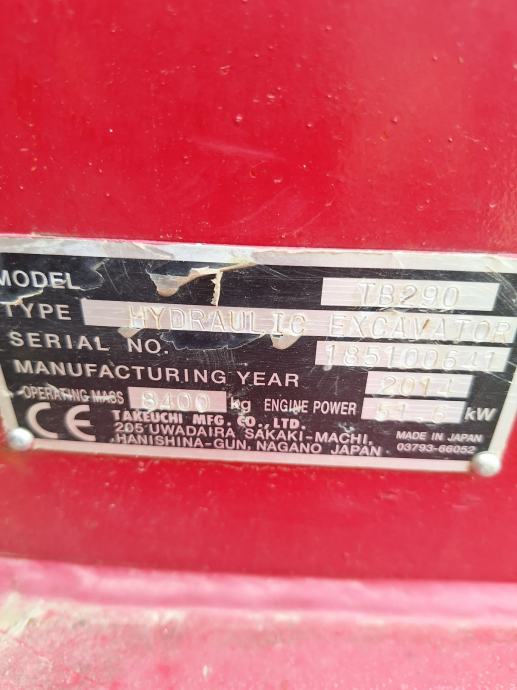 MODEL TB290
TYPE HYDRAULIC EXCAVATOR
SERIAL NO. 185100641
MANUFACTURING YEAR 2014
OPERATING MASS 8400 kg ENGINE POWER 51.6 kW
CE TAKEUCHI MFG. CO., LTD.
205 UWADAIRA, SAKAKI-MACHI, MADE IN JAPAN
HANISHINA-GUN, NAGANO JAPAN 03793-66052